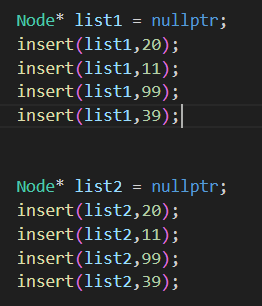 Node* list1 = nullptr;
insert(list1,20);
insert(list1,11);
insert(list1,99);
insert(list1,39);
Node* list2 = nullptr;
insert(list2,20);
insert(list2,11);
insert(list2,99);
insert(list2,39);